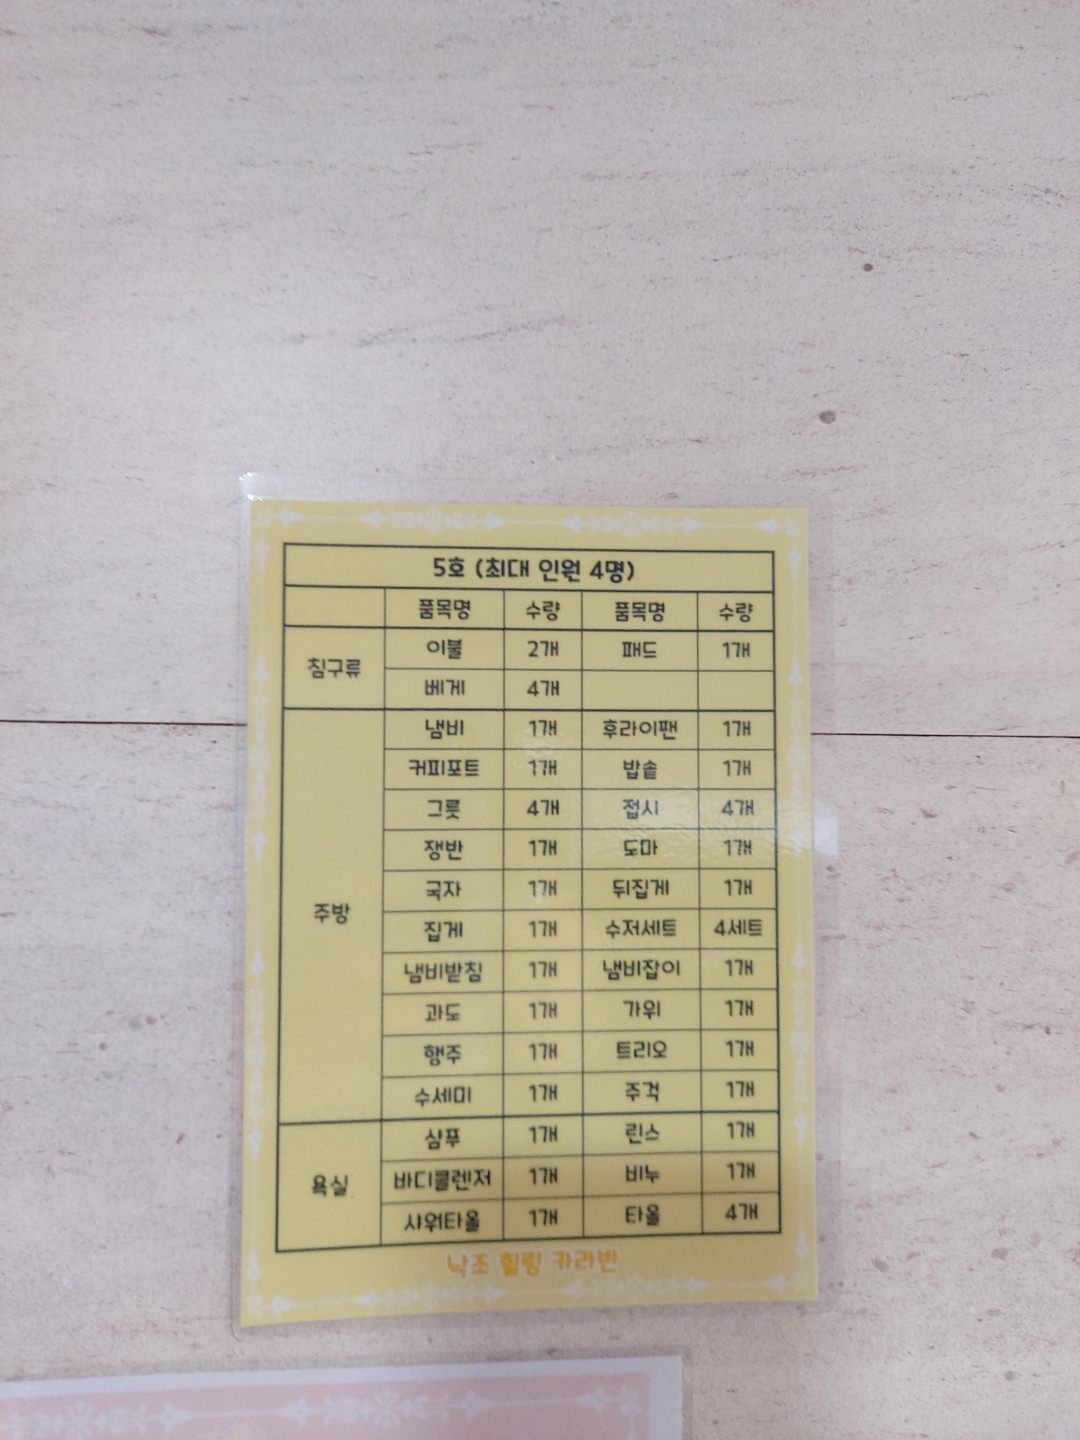 5호 (최대 인원 4명)
품목명 수량 품목명 수량
침구류
이불 2개 패드 1개
베게 4개
주방
냄비 1개 후라이팬 1개
커피포트 1개 밥솥 1개
그릇 4개 접시 4개
쟁반 1개 도마 1개
국자 1개 뒤집게 1개
집게 1개 수저세트 4세트
냄비받침 1개 냄비잡이 1개
과도 1개 가위 1개
행주 1개 트리오 1개
수세미 1개 주걱 1개
욕실
샴푸 1개 린스 1개
바디클렌저 1개 비누 1개
샤워타올 1개 타올 4개
낙조 힐링 카라반